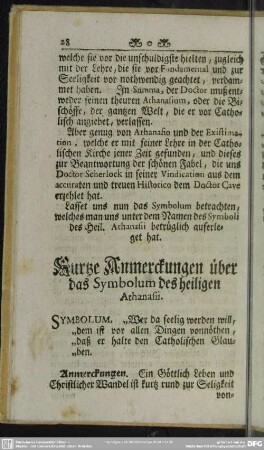 28
welche sie vor die unschuldigste hielten, zugleich
mit der Lehre, die sie vor Fundamental und zur
Seeligkeit vor nothwendig geachtet, verdam-
met haben. In Summa, der Doctor muß ent-
weder seinen theuren Athanasium, oder die Bi-
schöffe, der gantzen Welt, die er vor Catho-
lisch angiebet, verlassen.
Aber genug von Athanasio und der Existima-
tion, welche er mit seiner Lehre in der Catho-
lischen Kirche seiner Zeit gefunden, und dieses
zur Beantwortung der schönen Fabel, die uns
Doctor Scherlock in seiner Vindication aus dem
accuraten und treuen Historico dem Doctor Cave
erzehlet hat.
Lasset uns nun das Symbolum betrachten,
welches man uns unter dem Namen des Symboli
des Heil. Athanasii betrüglich auferle-
get hat.
Kurtze Anmerckungen über
das Symbolum des heiligen
Athanasii.
SYMBOLUM. „Wer da seelig werden will,
„dem ist vor allen Dingen vonnöthen,
„daß er halte den Catholischen Glau-
„ben.
Anmerckungen. Ein Göttlich Leben und
Christlicher Wandel ist kurtz rund zur Seligkeit
von-